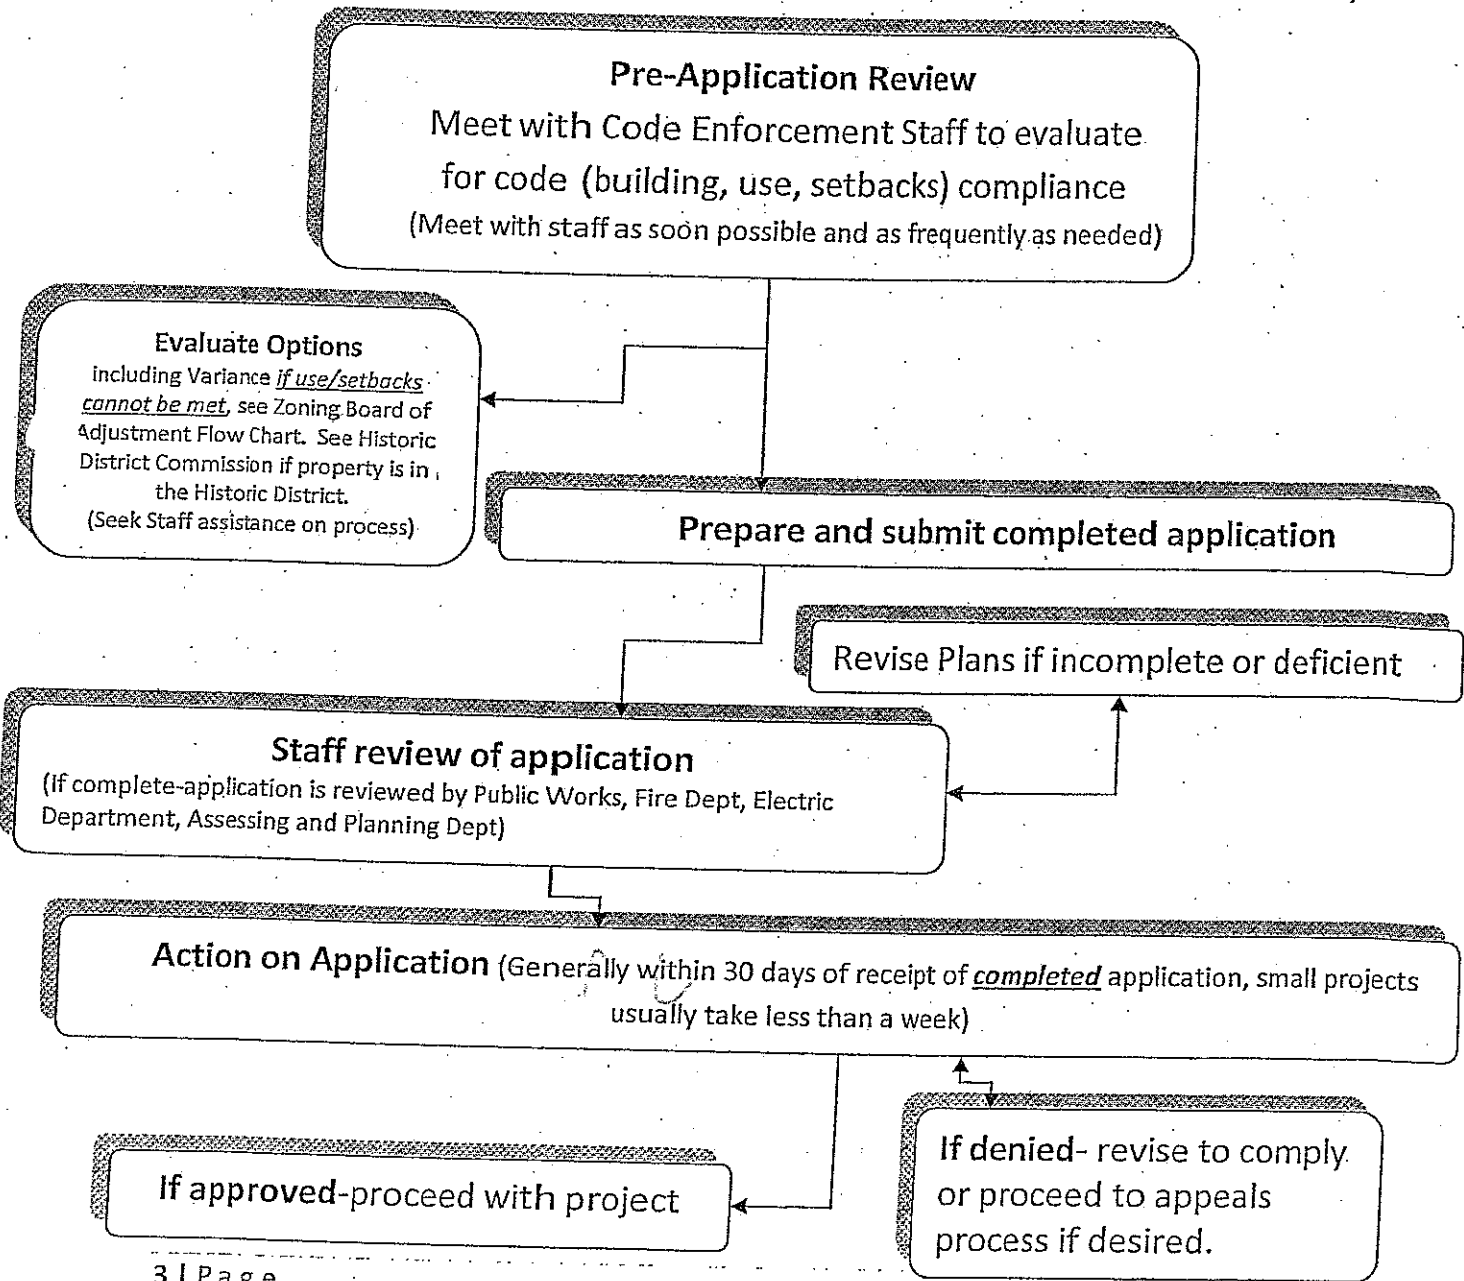 Pre-Application Review
Meet with Code Enforcement Staff to evaluate
for code (building, use, setbacks) compliance
(Meet with staff as soon possible and as frequently as needed)
Evaluate Options
including Variance if use/setbacks
cannot be met, see Zoning Board of
Adjustment Flow Chart. See Historic
District Commission if property is in
the Historic District.
(Seek Staff assistance on process)
Prepare and submit completed application
Revise Plans if incomplete or deficient
Staff review of application
(If complete-application is reviewed by Public Works, Fire Dept, Electric
Department, Assessing and Planning Dept)
Action on Application (Generally within 30 days of receipt of completed application, small projects
usually take less than a week)
If approved-proceed with project
If denied- revise to comply
or proceed to appeals
process if desired.
3 | Page